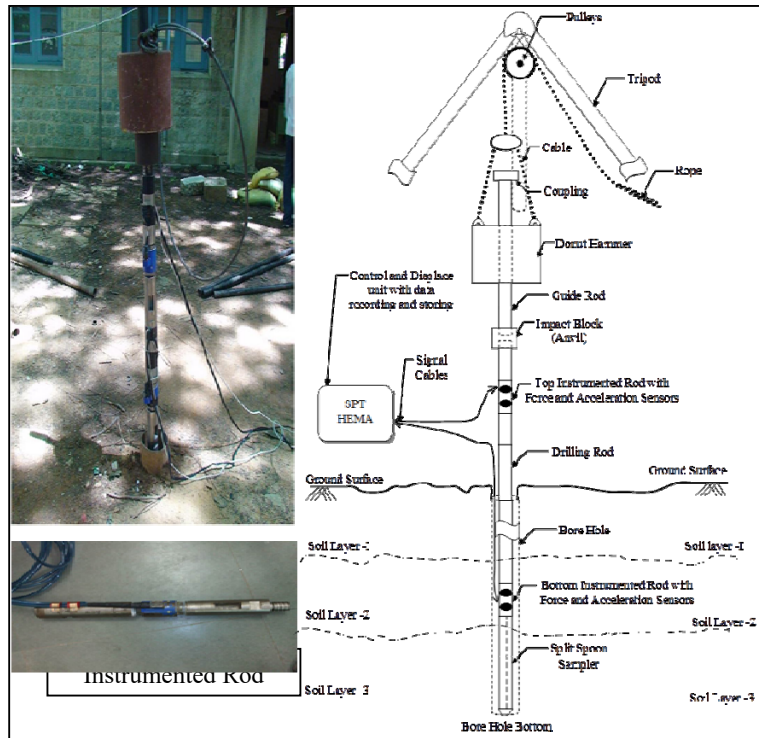 Pulleys
Tripod
Cable
Rope
Coupling
Donut Hammer
Control and Displace
unit with data
recording and storing
Guide Rod
Impact Block
(Anvil)
Signal
Cables
Top Instrumented Rod with
Force and Acceleration Sensors
SPT
HEMA
Drilling Rod
Ground Surface
Ground Surface
Bore Hole
Soil Layer -1
Soil layer -1
Bottom Instrumented Rod with
Force and Acceleration Sensors
Soil Layer -2
Soil Layer -2
Split Spoon
Sampler
Instrumented Rod
Soil Layer -3
Soil Layer -3
Bore Hole Bottom